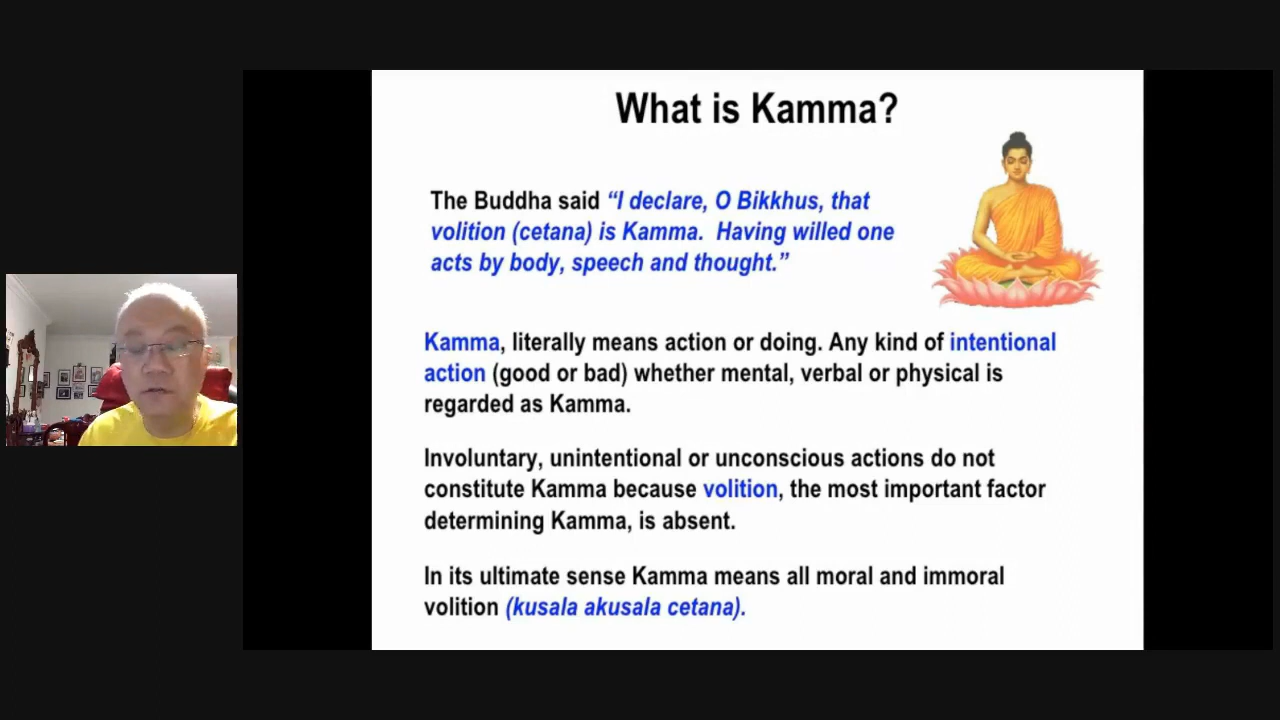 What is Kamma?
The Buddha said “I declare, O Bikkhus, that
volition (cetana) is Kamma. Having willed one
acts by body, speech and thought.”
Kamma, literally means action or doing. Any kind of intentional
action (good or bad) whether mental, verbal or physical is
regarded as Kamma.
Involuntary, unintentional or unconscious actions do not
constitute Kamma because volition, the most important factor
determining Kamma, is absent.
In its ultimate sense Kamma means all moral and immoral
volition (kusala akusala cetana).